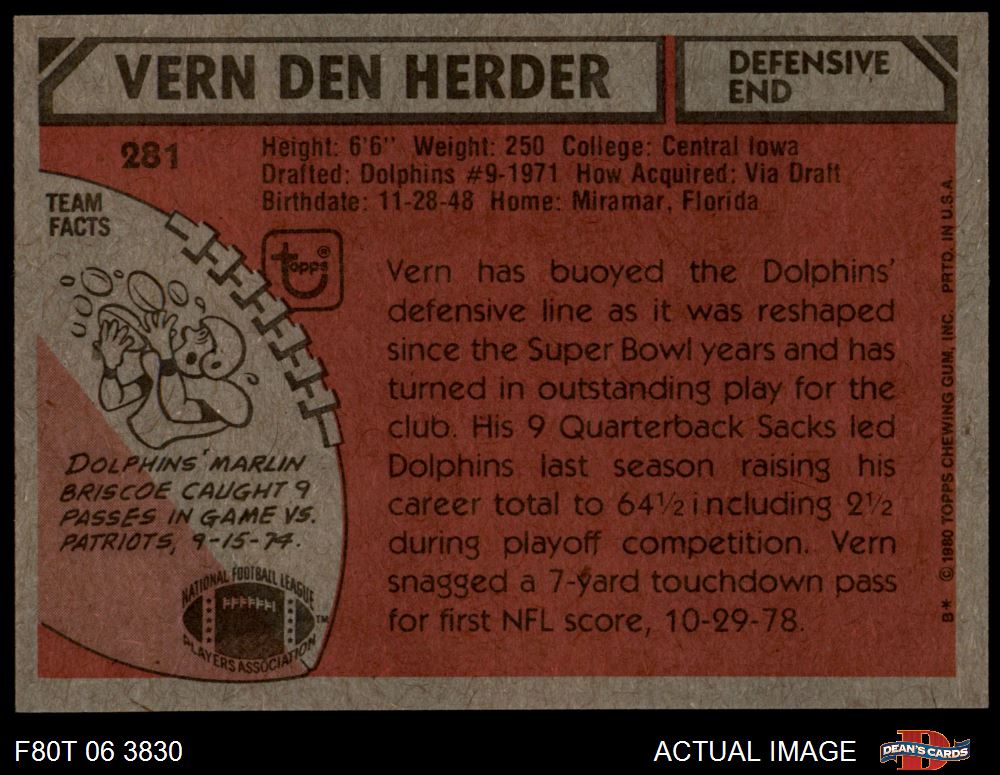 VERN DEN HERDER
DEFENSIVE
END
281
Height: 6'6" Weight: 250 College: Central Iowa
Drafted: Dolphins #9-1971 How Acquired: Via Draft
Birthdate: 11-28-48 Home: Miramar, Florida
TEAM
FACTS
topps®
Vern has buoyed the Dolphins'
defensive line as it was reshaped
since the Super Bowl years and has
turned in outstanding play for the
club. His 9 Quarterback Sacks led
Dolphins last season raising his
career total to 64½ including 2½
during playoff competition. Vern
snagged a 7-yard touchdown pass
for first NFL score, 10-29-78.
DOLPHINS' MARLIN
BRISCOE CAUGHT 9
PASSES IN GAME VS.
PATRIOTS, 9-15-74.
NATIONAL FOOTBALL LEAGUE
PLAYERS ASSOCIATION
TM
B* © 1980 TOPPS CHEWING GUM, INC. PRTD. IN U.S.A.
F80T 06 3830
ACTUAL IMAGE
D
DEAN'S CARDS